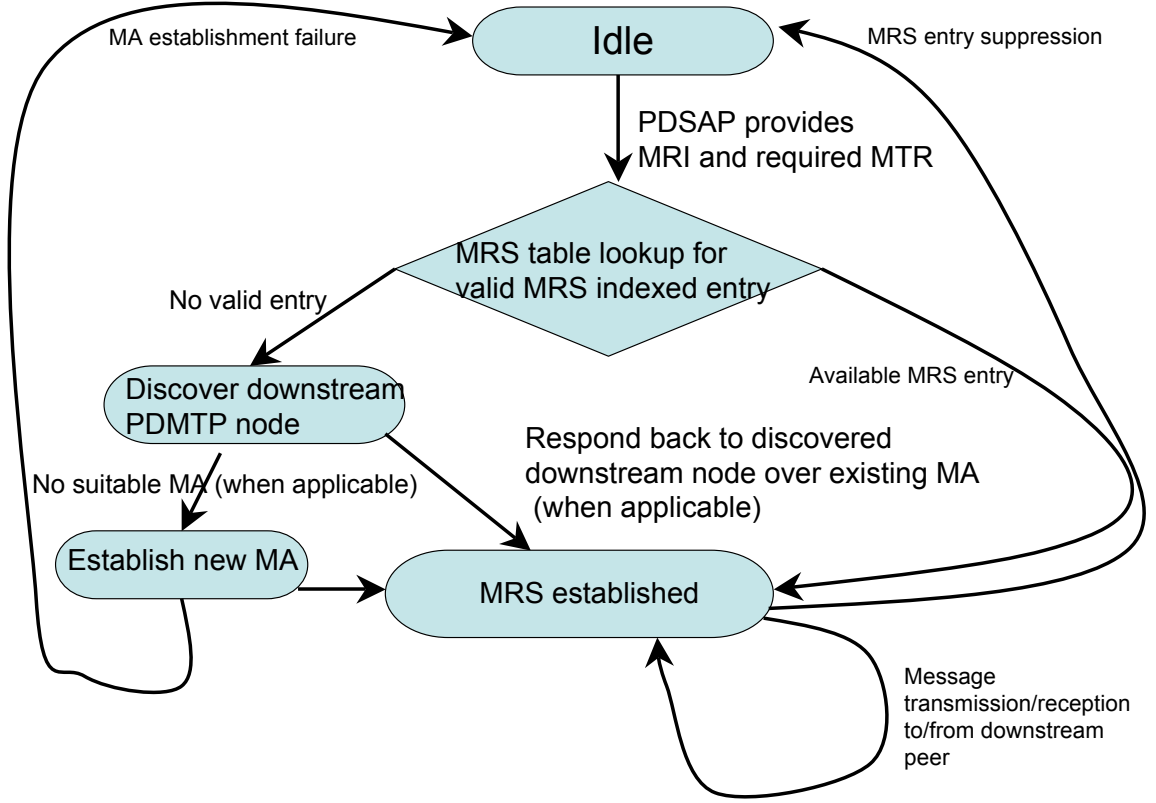 MA establishment failure
Idle
MRS entry suppression
PDSAP provides
MRI and required MTR
MRS table lookup for
valid MRS indexed entry
No valid entry
Available MRS entry
Discover downstream
PDMTP node
Respond back to discovered
downstream node over existing MA
(when applicable)
No suitable MA (when applicable)
Establish new MA
MRS established
Message
transmission/reception
to/from downstream
peer